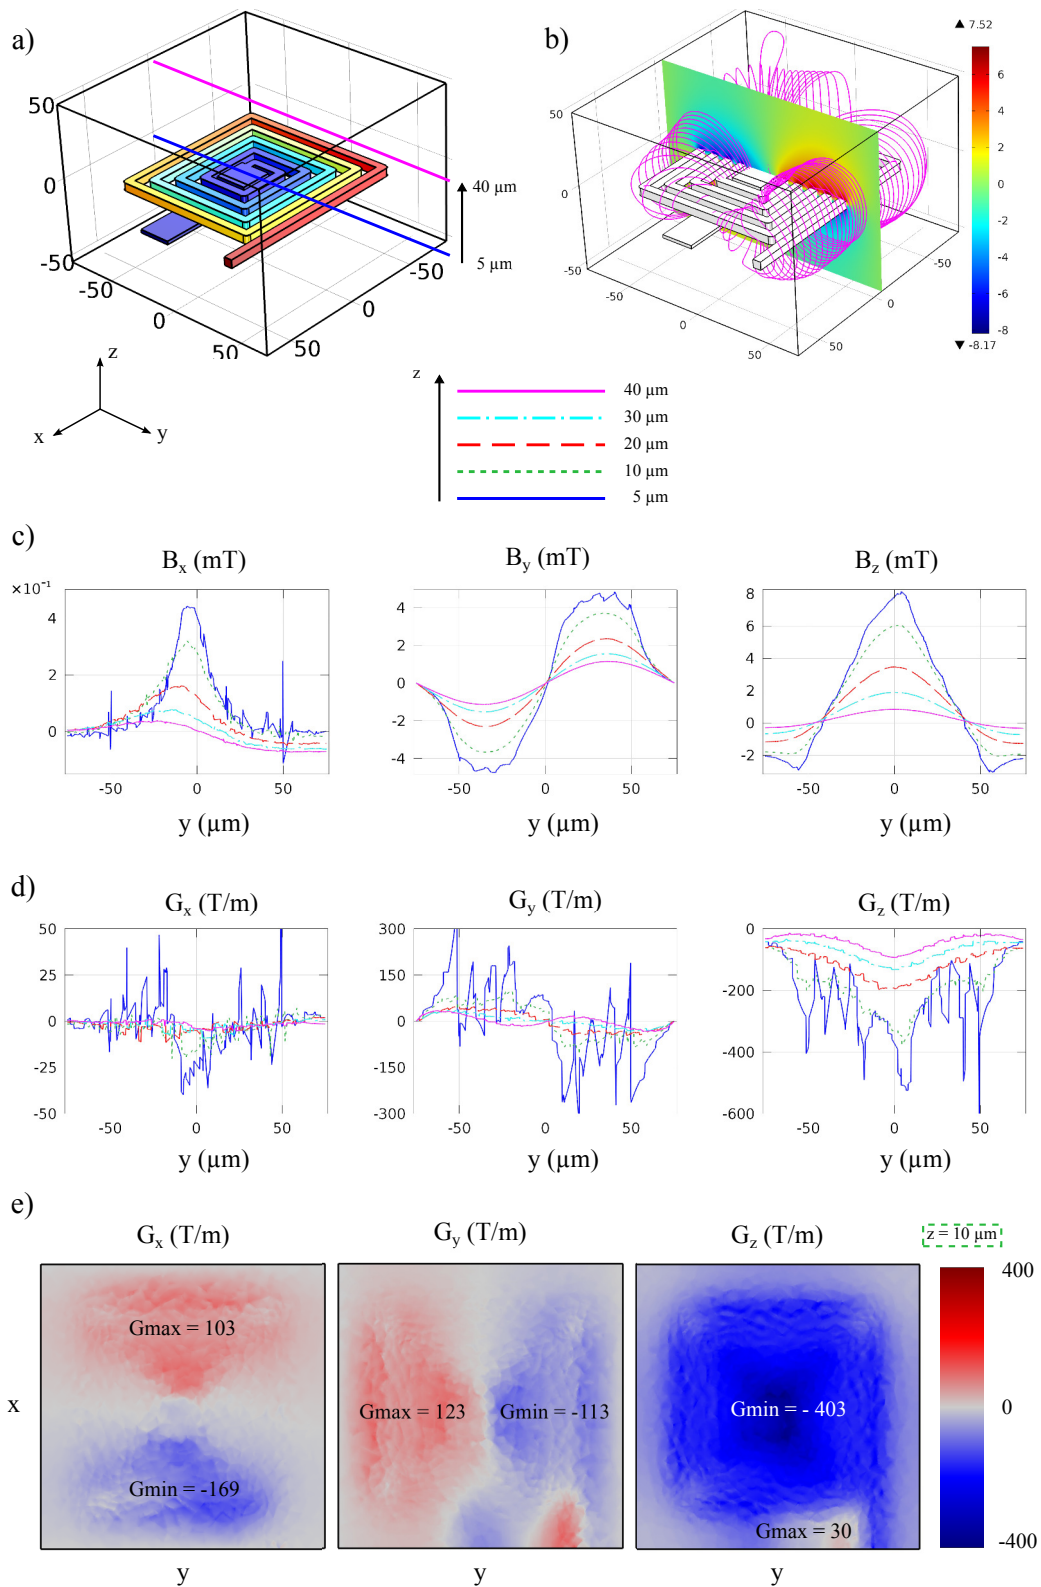 a)
50
0
-50
-50
0
50
50
0
-50
40 µm
5 µm
z
x
y
b)
50
0
-50
-50
0
50
50
0
-50
▲ 7.52
6
4
2
0
-2
-4
-6
-8
▼ -8.17
z
40 µm
30 µm
20 µm
10 µm
5 µm
c)
Bx (mT)
By (mT)
Bz (mT)
×10⁻¹
4
2
0
-50
0
50
y (µm)
4
2
0
-2
-4
-50
0
50
y (µm)
8
6
4
2
0
-2
-50
0
50
y (µm)
d)
Gx (T/m)
Gy (T/m)
Gz (T/m)
50
25
0
-25
-50
-50
0
50
y (µm)
300
150
0
-150
-300
-50
0
50
y (µm)
0
-200
-400
-600
-50
0
50
y (µm)
e)
Gx (T/m)
Gy (T/m)
Gz (T/m)
z = 10 µm
x
Gmax = 103
Gmin = -169
Gmax = 123
Gmin = -113
Gmin = - 403
Gmax = 30
400
200
0
-200
-400
y
y
y